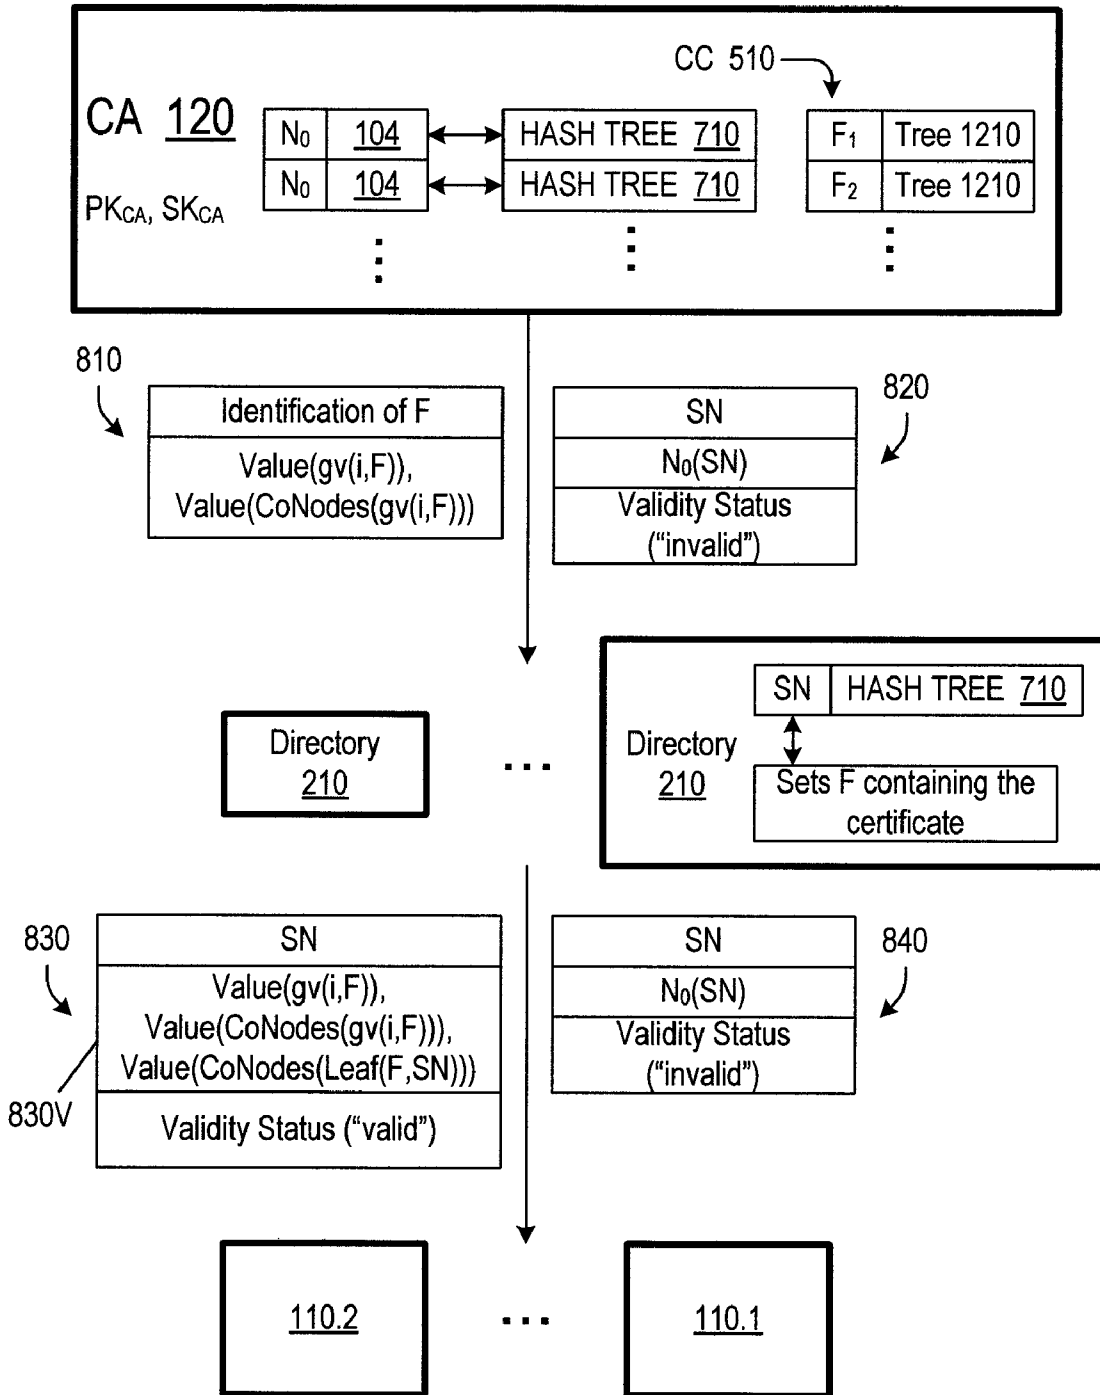 CC 510
CA 120
N₀ 104 HASH TREE 710 F₁ Tree 1210
N₀ 104 HASH TREE 710 F₂ Tree 1210
PK_CA, SK_CA
810
Identification of F
Value(gv(i,F)),
Value(CoNodes(gv(i,F)))
820
SN
N₀(SN)
Validity Status
(“invalid”)
Directory
210
Directory
210
SN HASH TREE 710
Sets F containing the
certificate
830
SN
Value(gv(i,F)),
Value(CoNodes(gv(i,F))),
Value(CoNodes(Leaf(F,SN)))
830V
Validity Status (“valid”)
840
SN
N₀(SN)
Validity Status
(“invalid”)
110.2
110.1